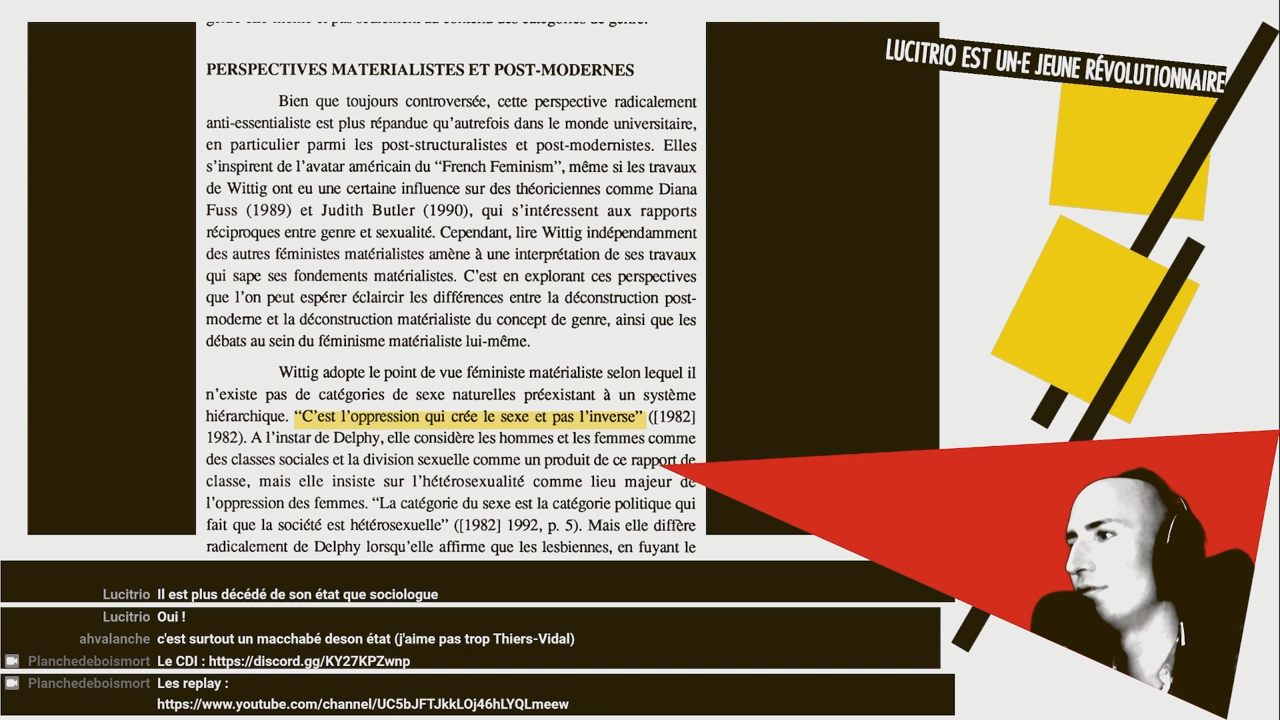 PERSPECTIVES MATERIALISTES ET POST-MODERNES
Bien que toujours controversée, cette perspective radicalement
anti-essentialiste est plus répandue qu'autrefois dans le monde universitaire,
en particulier parmi les post-structuralistes et post-modernistes. Elles
s'inspirent de l'avatar américain du “French Feminism”, même si les travaux
de Wittig ont eu une certaine influence sur des théoriciennes comme Diana
Fuss (1989) et Judith Butler (1990), qui s'intéressent aux rapports
réciproques entre genre et sexualité. Cependant, lire Wittig indépendamment
des autres féministes matérialistes amène à une interprétation de ses travaux
qui sape ses fondements matérialistes. C'est en explorant ces perspectives
que l'on peut espérer éclaircir les différences entre la déconstruction post-
moderne et la déconstruction matérialiste du concept de genre, ainsi que les
débats au sein du féminisme matérialiste lui-même.
Wittig adopte le point de vue féministe matérialiste selon lequel il
n'existe pas de catégories de sexe naturelles préexistant à un système
hiérarchique. “C'est l'oppression qui crée le sexe et pas l'inverse” ([1982]
1982). A l'instar de Delphy, elle considère les hommes et les femmes comme
des classes sociales et la division sexuelle comme un produit de ce rapport de
classe, mais elle insiste sur l'hétérosexualité comme lieu majeur de
l'oppression des femmes. “La catégorie du sexe est la catégorie politique qui
fait que la société est hétérosexuelle” ([1982] 1992, p. 5). Mais elle diffère
radicalement de Delphy lorsqu'elle affirme que les lesbiennes, en fuyant le
LUCITRIO EST UN·E JEUNE RÉVOLUTIONNAIRE
Lucitrio Il est plus décédé de son état que sociologue
Lucitrio Oui !
ahvalanche c'est surtout un macchabé deson état (j'aime pas trop Thiers-Vidal)
Planchedeboismort Le CDI : https://discord.gg/KY27KPZwnp
Planchedeboismort Les replay :
https://www.youtube.com/channel/UC5bJFTJkkLOj46hLYQLmeew